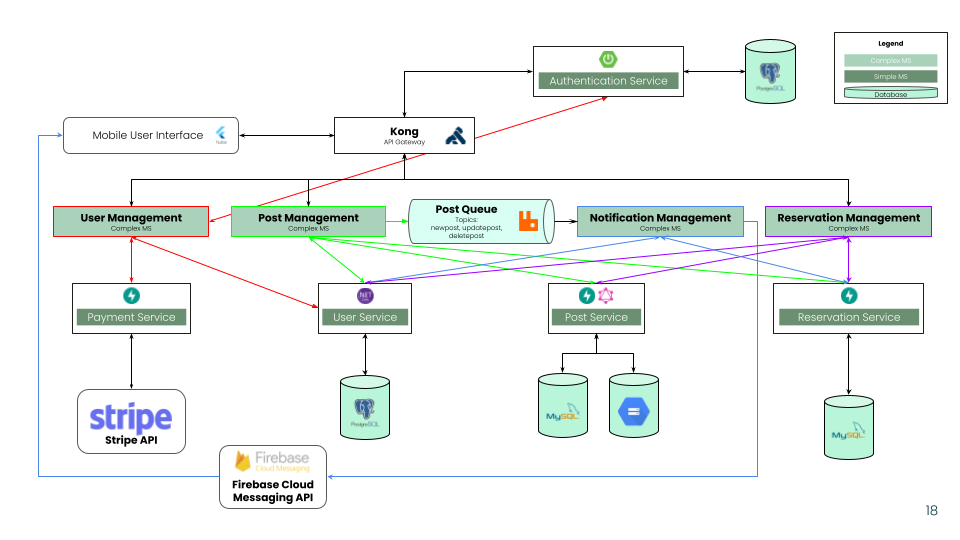 Legend
Complex MS
Simple MS
Database
Authentication Service
PostgreSQL
Mobile User Interface
Flutter
Kong
API Gateway
User Management
Complex MS
Post Management
Complex MS
Post Queue
Topics:
newpost, updatepost,
deletepost
Notification Management
Complex MS
Reservation Management
Complex MS
Payment Service
NET
User Service
Post Service
Reservation Service
stripe
Stripe API
PostgreSQL
MySQL
MySQL
Firebase
Cloud Messaging
Firebase Cloud
Messaging API
18